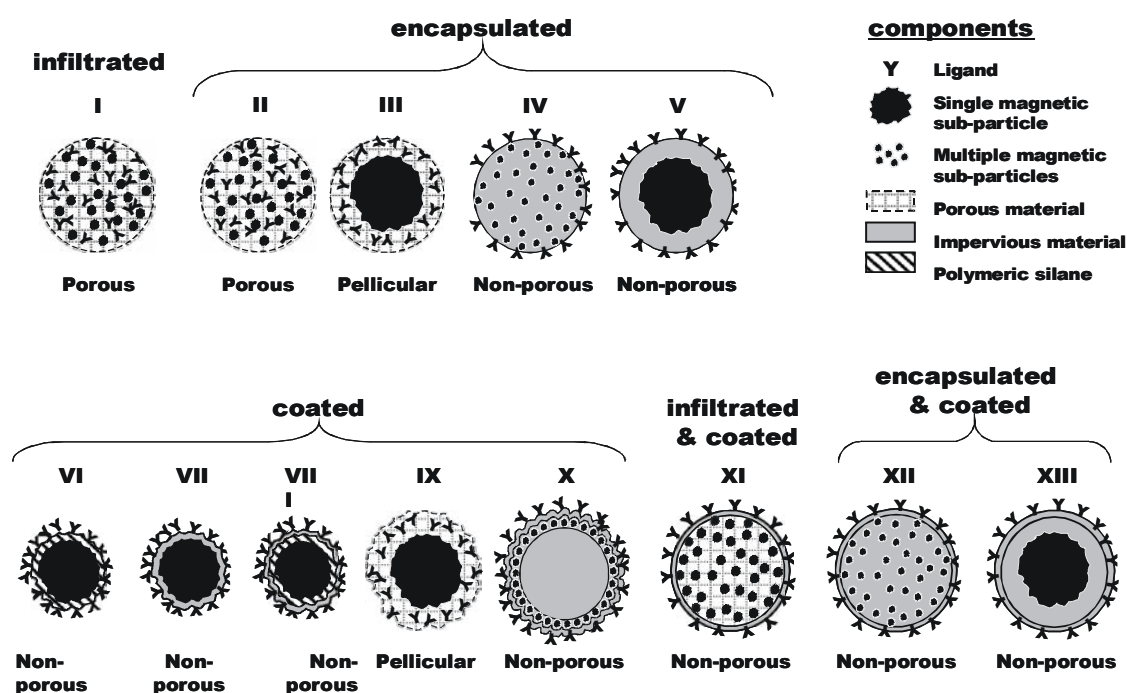 encapsulated
infiltrated
I
II
III
IV
V
Porous
Porous
Pellicular
Non-porous
Non-porous
components
Y Ligand
Single magnetic
sub-particle
Multiple magnetic
sub-particles
Porous material
Impervious material
Polymeric silane
coated
infiltrated
& coated
encapsulated
& coated
VI
VII
VII
I
IX
X
XI
XII
XIII
Non-
porous
Non-
porous
Non-
porous
Pellicular
Non-porous
Non-porous
Non-porous
Non-porous